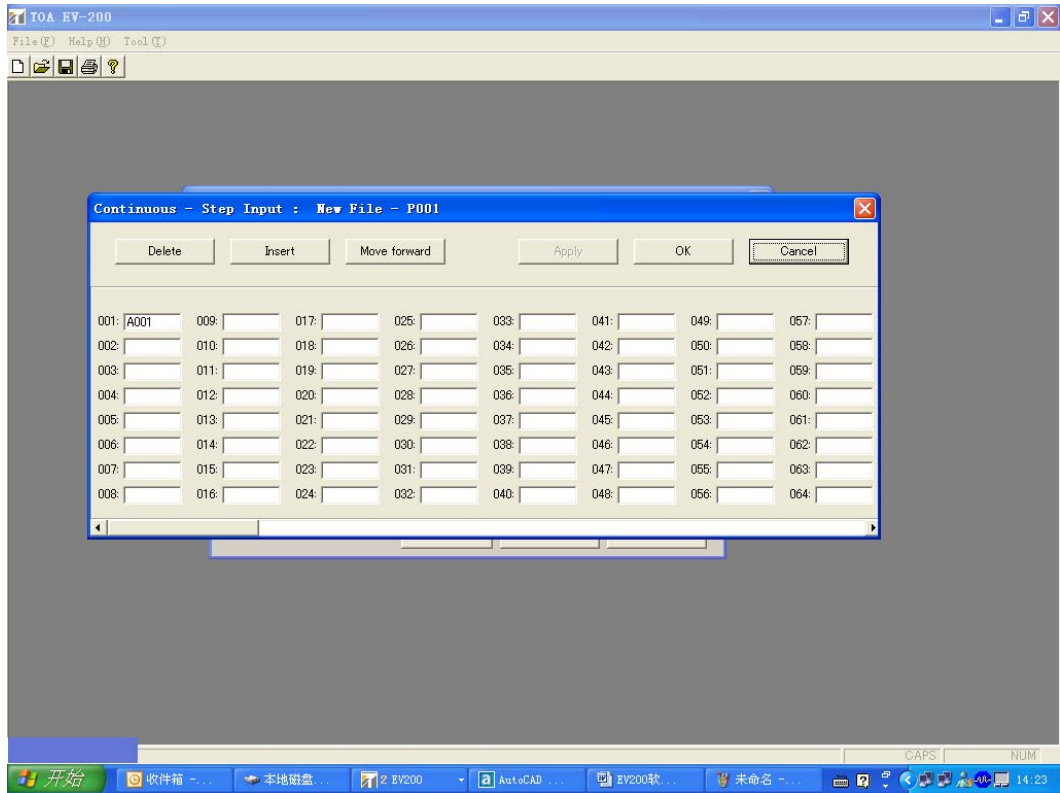 TOA EV-200
File(F) Help(H) Tool(T)
Continuous - Step Input : New File - P001
Delete Insert Move forward Apply OK Cancel
001: A001 009: 017: 025: 033: 041: 049: 057:
002: 010: 018: 026: 034: 042: 050: 058:
003: 011: 019: 027: 035: 043: 051: 059:
004: 012: 020: 028: 036: 044: 052: 060:
005: 013: 021: 029: 037: 045: 053: 061:
006: 014: 022: 030: 038: 046: 054: 062:
007: 015: 023: 031: 039: 047: 055: 063:
008: 016: 024: 032: 040: 048: 056: 064:
CAPS NUM
开始 收件箱 -... 本地磁盘... 2 EV200 AutoCAD ... EV200软... 未命名 -... 14:23